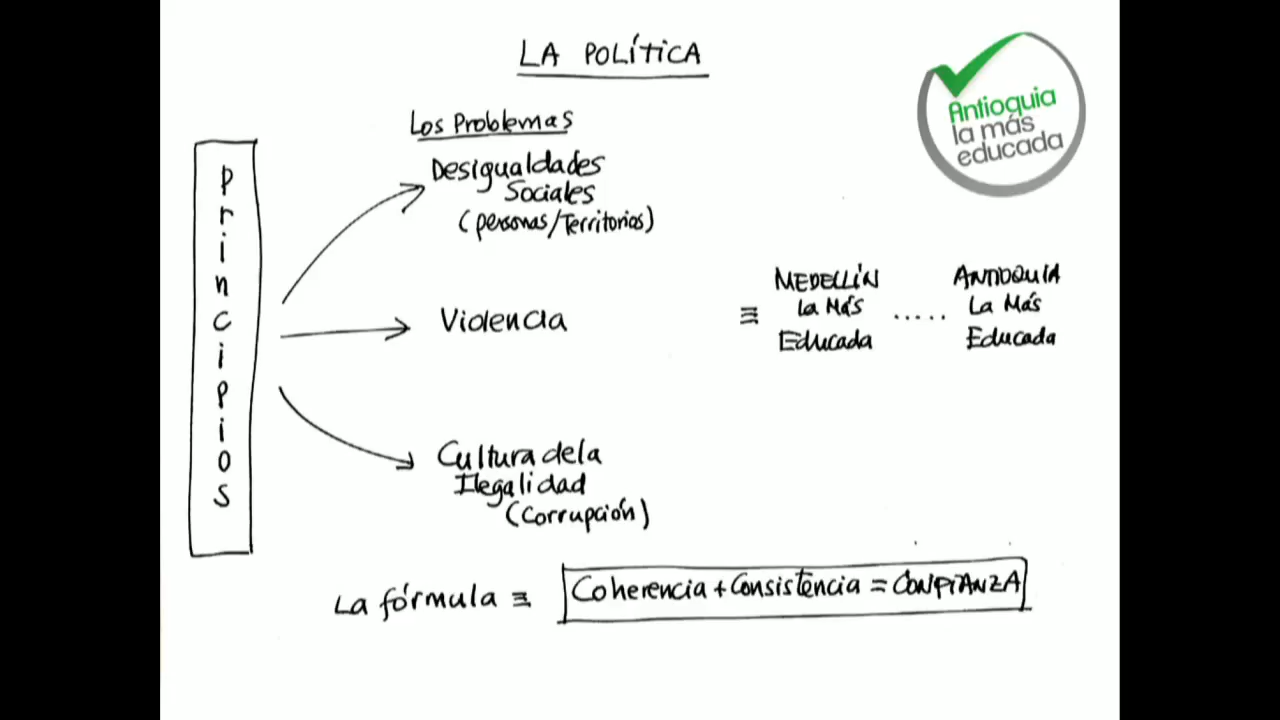 LA POLÍTICA
Antioquia
la más
educada
Los Problemas
Principios
Desigualdades
Sociales
(personas/Territorios)
Violencia
Cultura de la
Ilegalidad
(Corrupción)
≡
MEDELLÍN
La Más
Educada
.....
ANTIOQUIA
La Más
Educada
La fórmula ≡ Coherencia + Consistencia = CONFIANZA